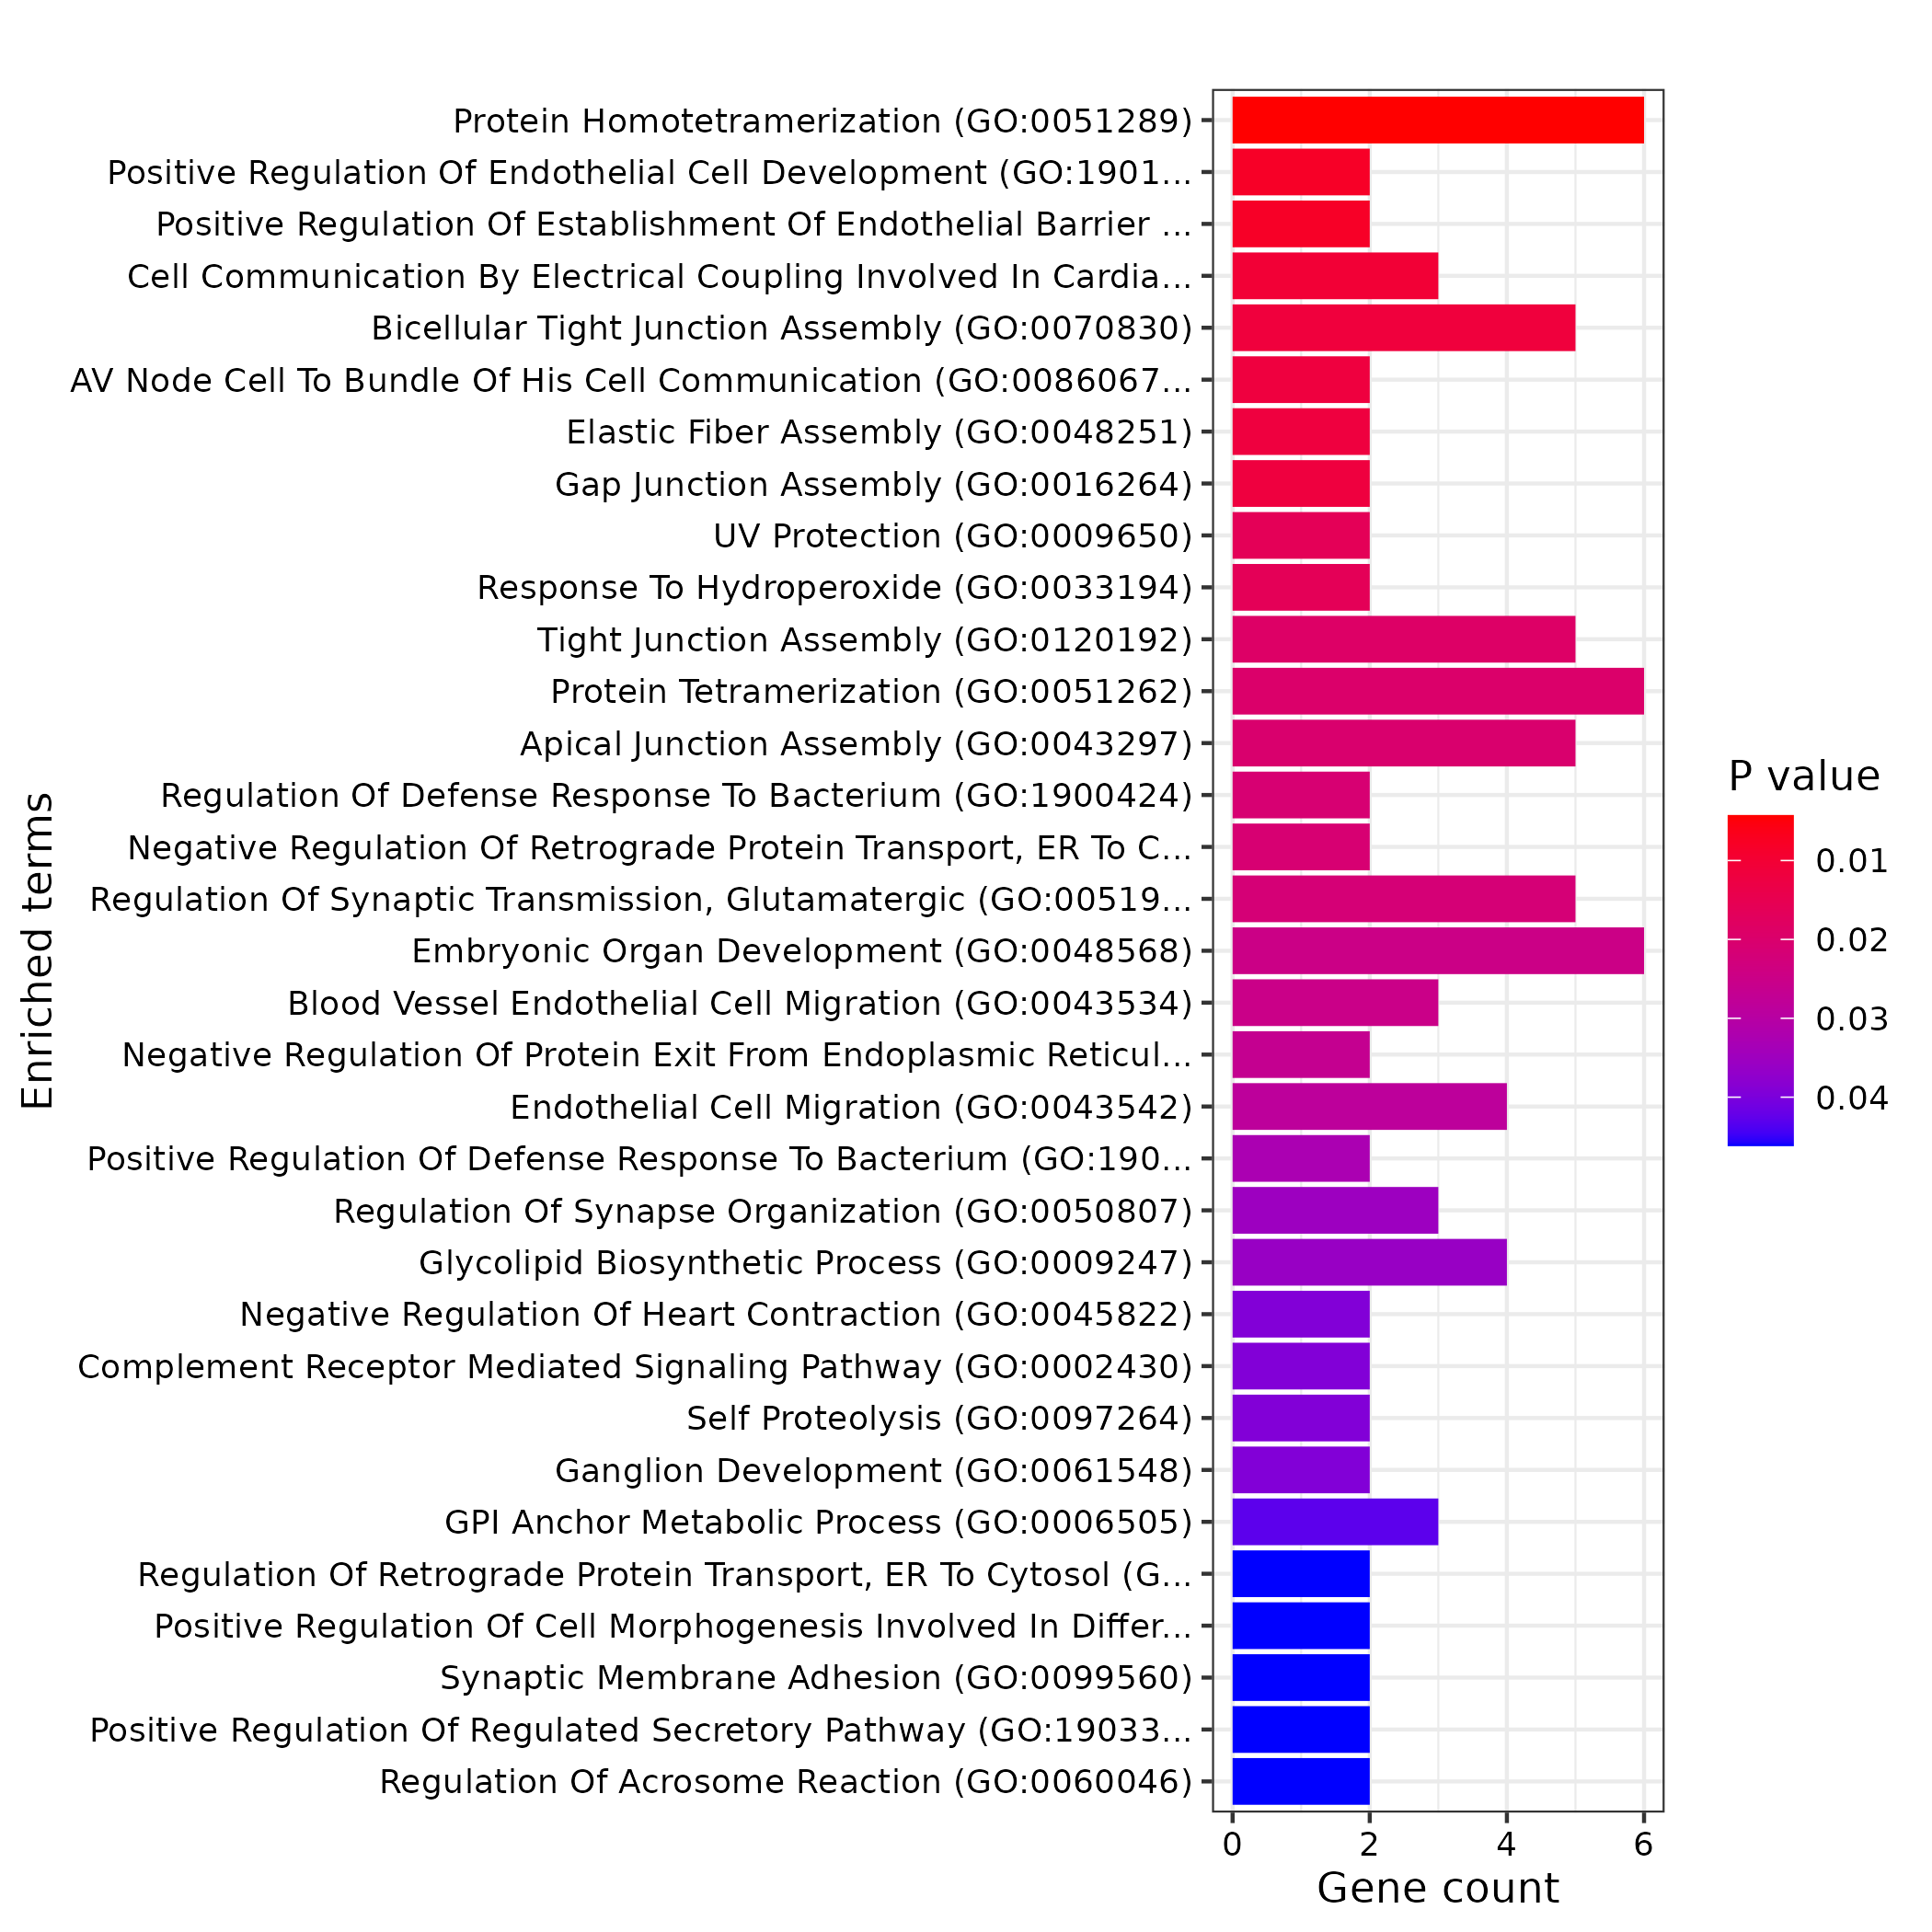 Protein Homotetramerization (GO:0051289)
Positive Regulation Of Endothelial Cell Development (GO:1901...
Positive Regulation Of Establishment Of Endothelial Barrier ...
Cell Communication By Electrical Coupling Involved In Cardia...
Bicellular Tight Junction Assembly (GO:0070830)
AV Node Cell To Bundle Of His Cell Communication (GO:0086067...
Elastic Fiber Assembly (GO:0048251)
Gap Junction Assembly (GO:0016264)
UV Protection (GO:0009650)
Response To Hydroperoxide (GO:0033194)
Tight Junction Assembly (GO:0120192)
Protein Tetramerization (GO:0051262)
Apical Junction Assembly (GO:0043297)
Regulation Of Defense Response To Bacterium (GO:1900424)
Negative Regulation Of Retrograde Protein Transport, ER To C...
Regulation Of Synaptic Transmission, Glutamatergic (GO:00519...
Embryonic Organ Development (GO:0048568)
Blood Vessel Endothelial Cell Migration (GO:0043534)
Negative Regulation Of Protein Exit From Endoplasmic Reticul...
Endothelial Cell Migration (GO:0043542)
Positive Regulation Of Defense Response To Bacterium (GO:190...
Regulation Of Synapse Organization (GO:0050807)
Glycolipid Biosynthetic Process (GO:0009247)
Negative Regulation Of Heart Contraction (GO:0045822)
Complement Receptor Mediated Signaling Pathway (GO:0002430)
Self Proteolysis (GO:0097264)
Ganglion Development (GO:0061548)
GPI Anchor Metabolic Process (GO:0006505)
Regulation Of Retrograde Protein Transport, ER To Cytosol (G...
Positive Regulation Of Cell Morphogenesis Involved In Differ...
Synaptic Membrane Adhesion (GO:0099560)
Positive Regulation Of Regulated Secretory Pathway (GO:19033...
Regulation Of Acrosome Reaction (GO:0060046)
Enriched terms
0 2 4 6
Gene count
P value
0.01
0.02
0.03
0.04